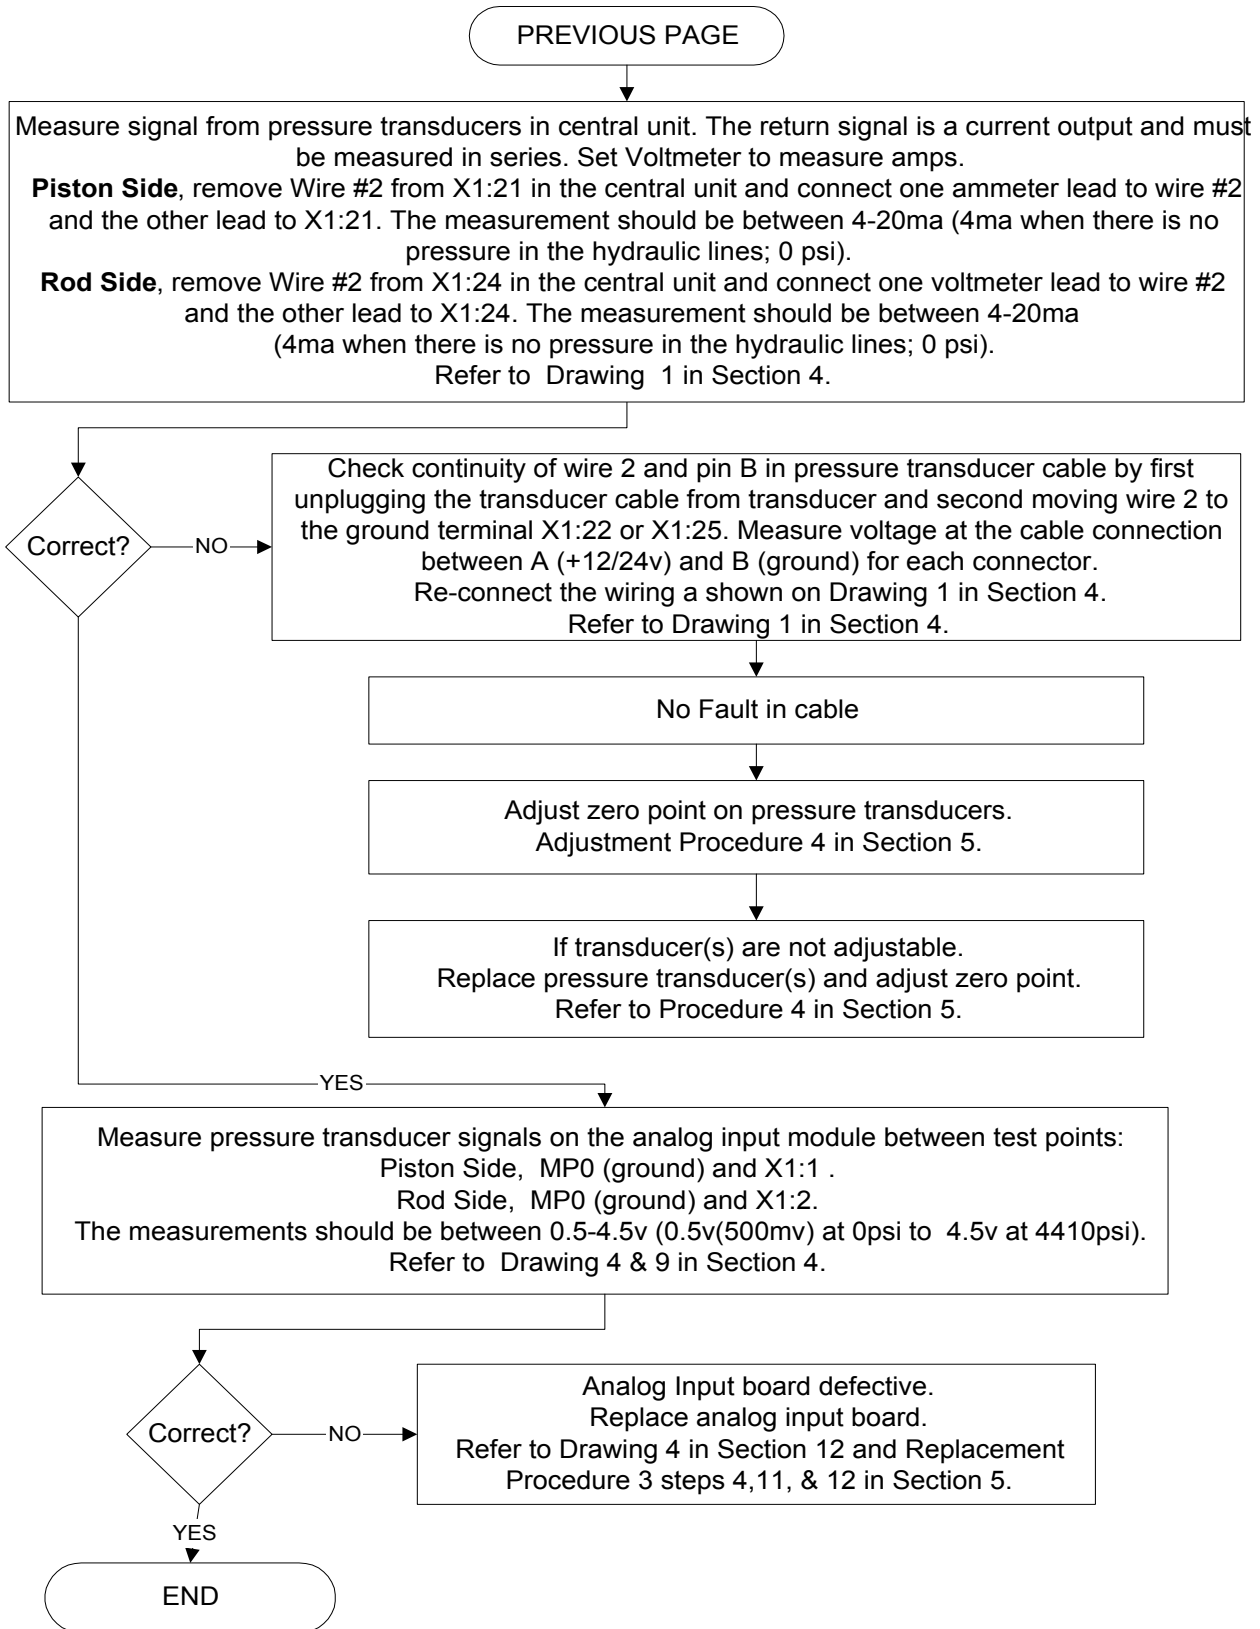 PREVIOUS PAGE
Measure signal from pressure transducers in central unit. The return signal is a current output and must
be measured in series. Set Voltmeter to measure amps.
Piston Side, remove Wire #2 from X1:21 in the central unit and connect one ammeter lead to wire #2
and the other lead to X1:21. The measurement should be between 4-20ma (4ma when there is no
pressure in the hydraulic lines; 0 psi).
Rod Side, remove Wire #2 from X1:24 in the central unit and connect one voltmeter lead to wire #2
and the other lead to X1:24. The measurement should be between 4-20ma
(4ma when there is no pressure in the hydraulic lines; 0 psi).
Refer to Drawing 1 in Section 4.
Correct?
NO
Check continuity of wire 2 and pin B in pressure transducer cable by first
unplugging the transducer cable from transducer and second moving wire 2 to
the ground terminal X1:22 or X1:25. Measure voltage at the cable connection
between A (+12/24v) and B (ground) for each connector.
Re-connect the wiring a shown on Drawing 1 in Section 4.
Refer to Drawing 1 in Section 4.
No Fault in cable
Adjust zero point on pressure transducers.
Adjustment Procedure 4 in Section 5.
If transducer(s) are not adjustable.
Replace pressure transducer(s) and adjust zero point.
Refer to Procedure 4 in Section 5.
YES
Measure pressure transducer signals on the analog input module between test points:
Piston Side, MP0 (ground) and X1:1 .
Rod Side, MP0 (ground) and X1:2.
The measurements should be between 0.5-4.5v (0.5v(500mv) at 0psi to 4.5v at 4410psi).
Refer to Drawing 4 & 9 in Section 4.
Correct?
NO
Analog Input board defective.
Replace analog input board.
Refer to Drawing 4 in Section 12 and Replacement
Procedure 3 steps 4,11, & 12 in Section 5.
YES
END